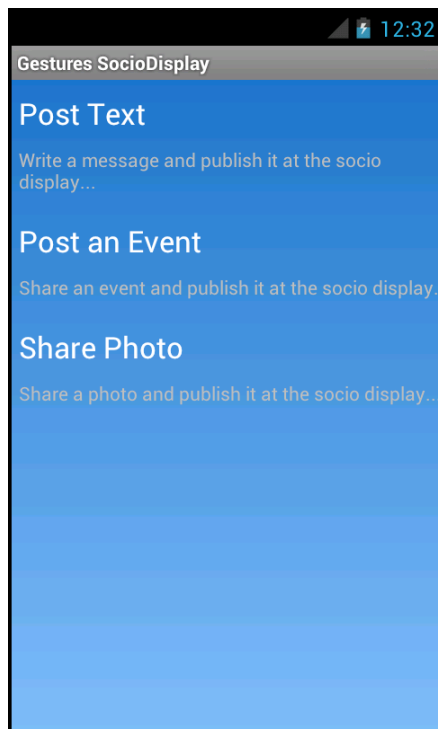 12:32
Gestures SocioDisplay
Post Text
Write a message and publish it at the socio
display...
Post an Event
Share an event and publish it at the socio display.
Share Photo
Share a photo and publish it at the socio display..